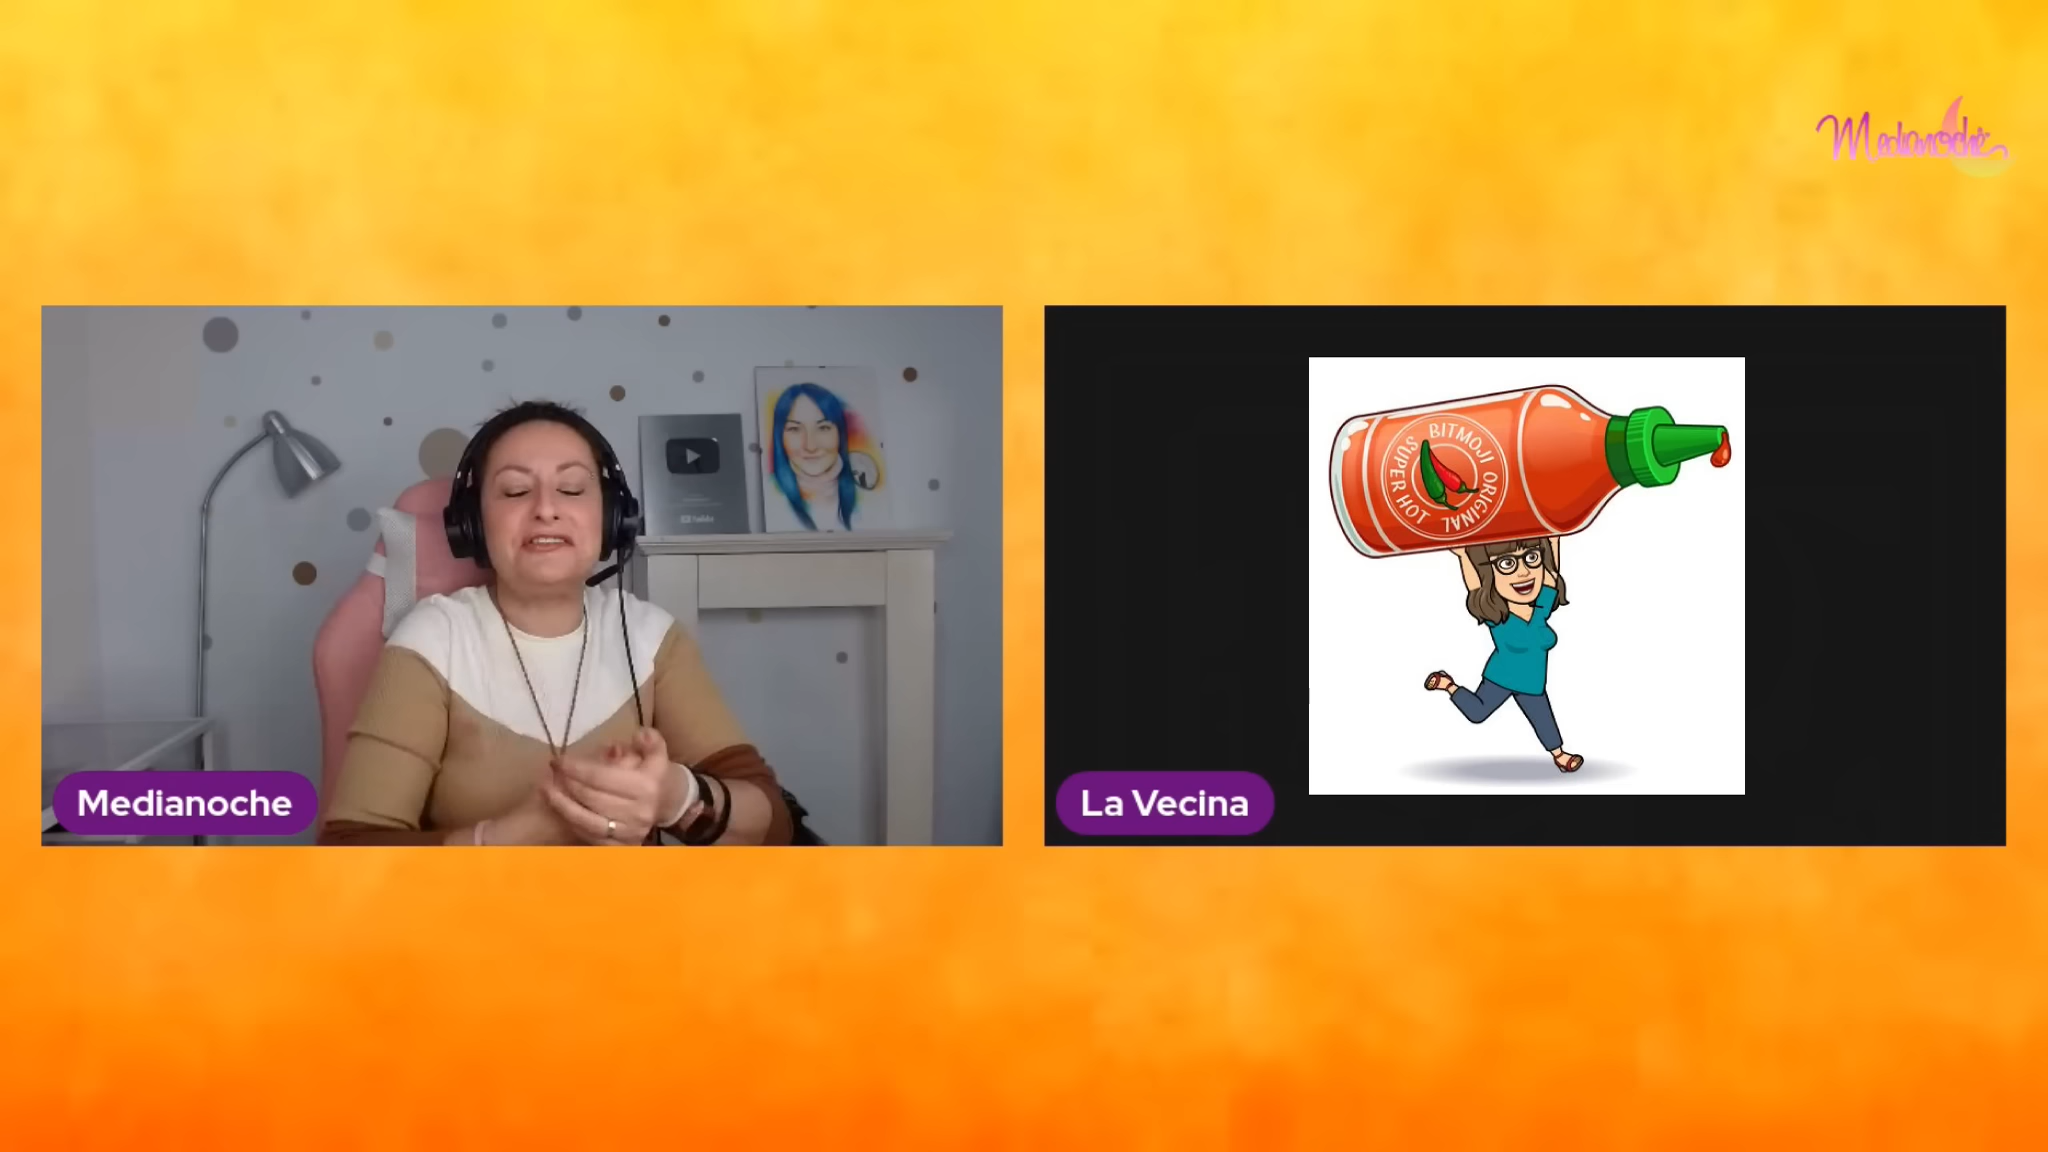 Medianoche
BITMOJI ORIGINAL
SUPER HOT
Medianoche
La Vecina